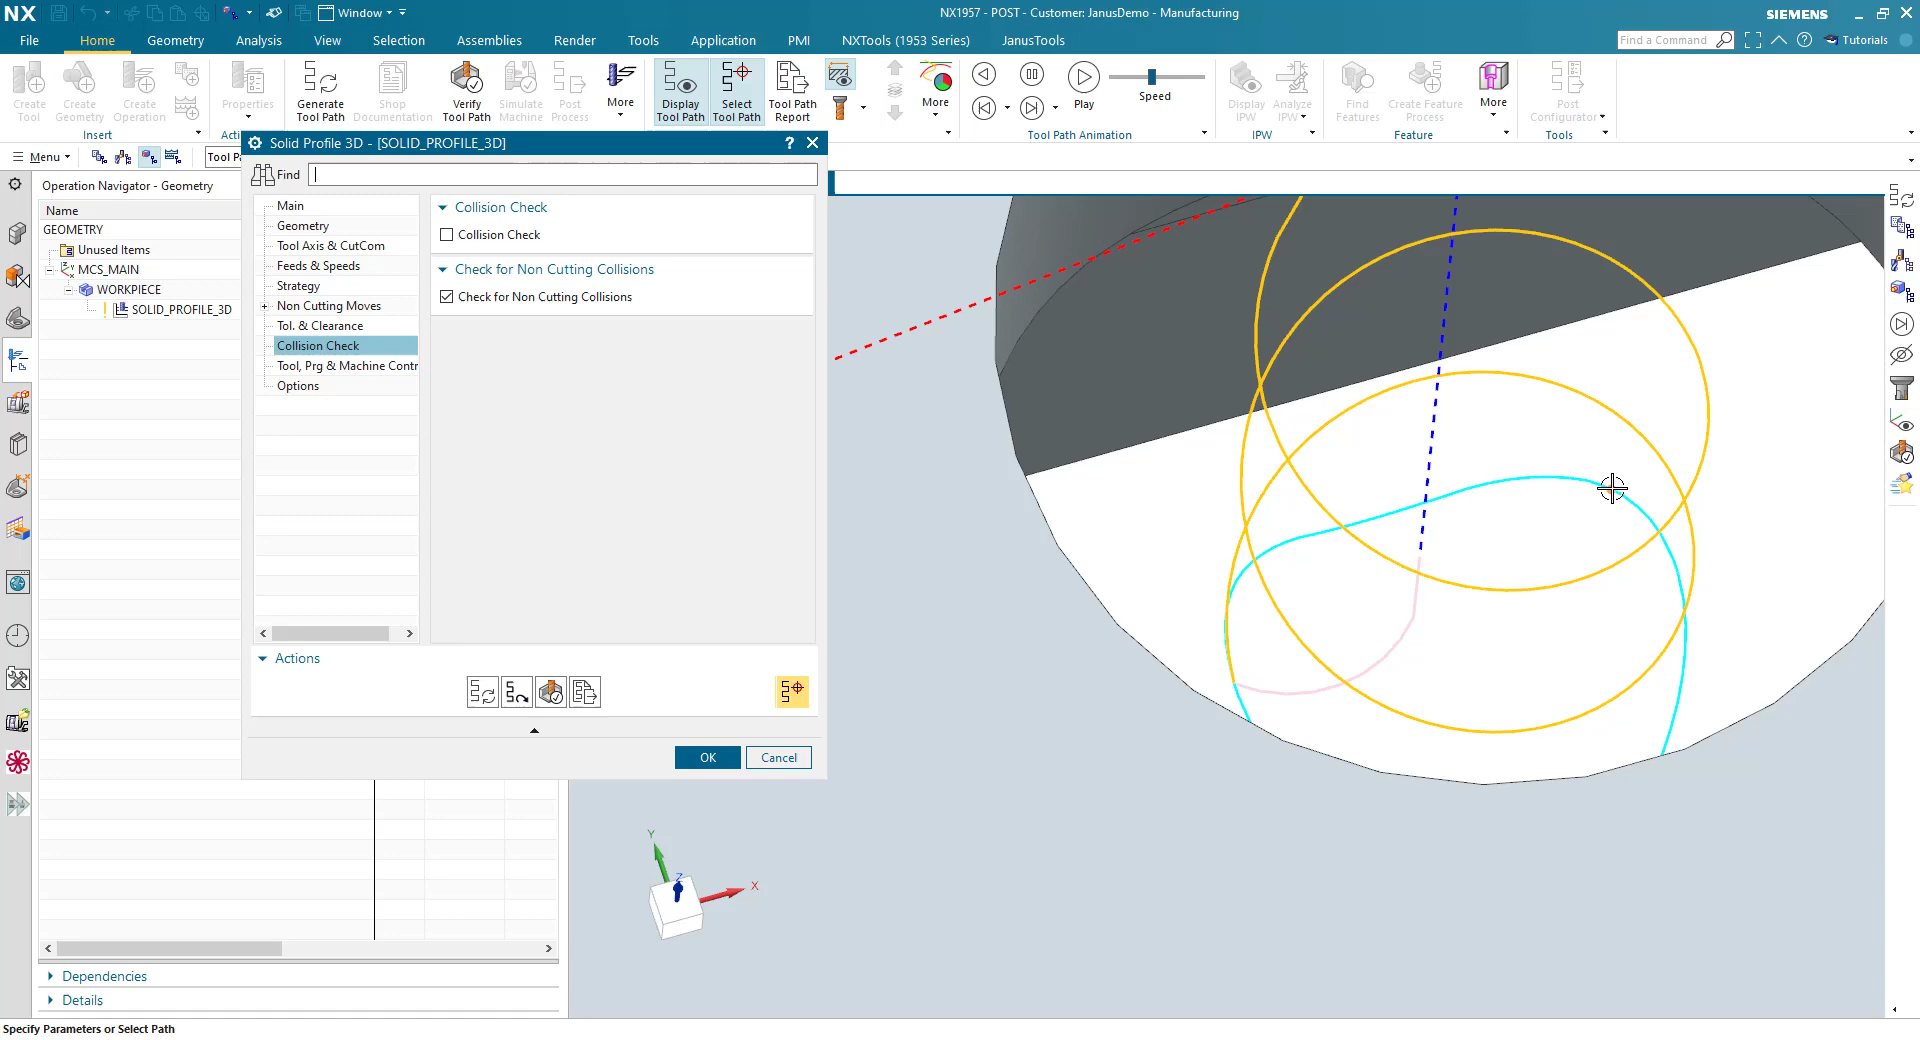 NX
Window
NX1957 - POST - Customer: JanusDemo - Manufacturing
SIEMENS
File
Home
Geometry
Analysis
View
Selection
Assemblies
Render
Tools
Application
PMI
NXTools (1953 Series)
JanusTools
Find a Command
Tutorials
Create Tool
Create Geometry
Create Operation
Properties
Generate Tool Path
Shop Documentation
Verify Tool Path
Simulate Machine
Post Process
More
Display Tool Path
Select Tool Path
Tool Path Report
More
Play
Speed
Display IPW
Analyze IPW
Find Features
Create Feature Process
More
Post Configurator
Insert
Acti
Tool Path Animation
IPW
Feature
Tools
Menu
Tool P
Solid Profile 3D - [SOLID_PROFILE_3D]
Find
Operation Navigator - Geometry
Name
GEOMETRY
Unused Items
MCS_MAIN
WORKPIECE
SOLID_PROFILE_3D
Main
Geometry
Tool Axis & CutCom
Feeds & Speeds
Strategy
Non Cutting Moves
Tol. & Clearance
Collision Check
Tool, Prg & Machine Contr
Options
Collision Check
Collision Check
Check for Non Cutting Collisions
Check for Non Cutting Collisions
Actions
OK
Cancel
Y
Z
X
Dependencies
Details
Specify Parameters or Select Path